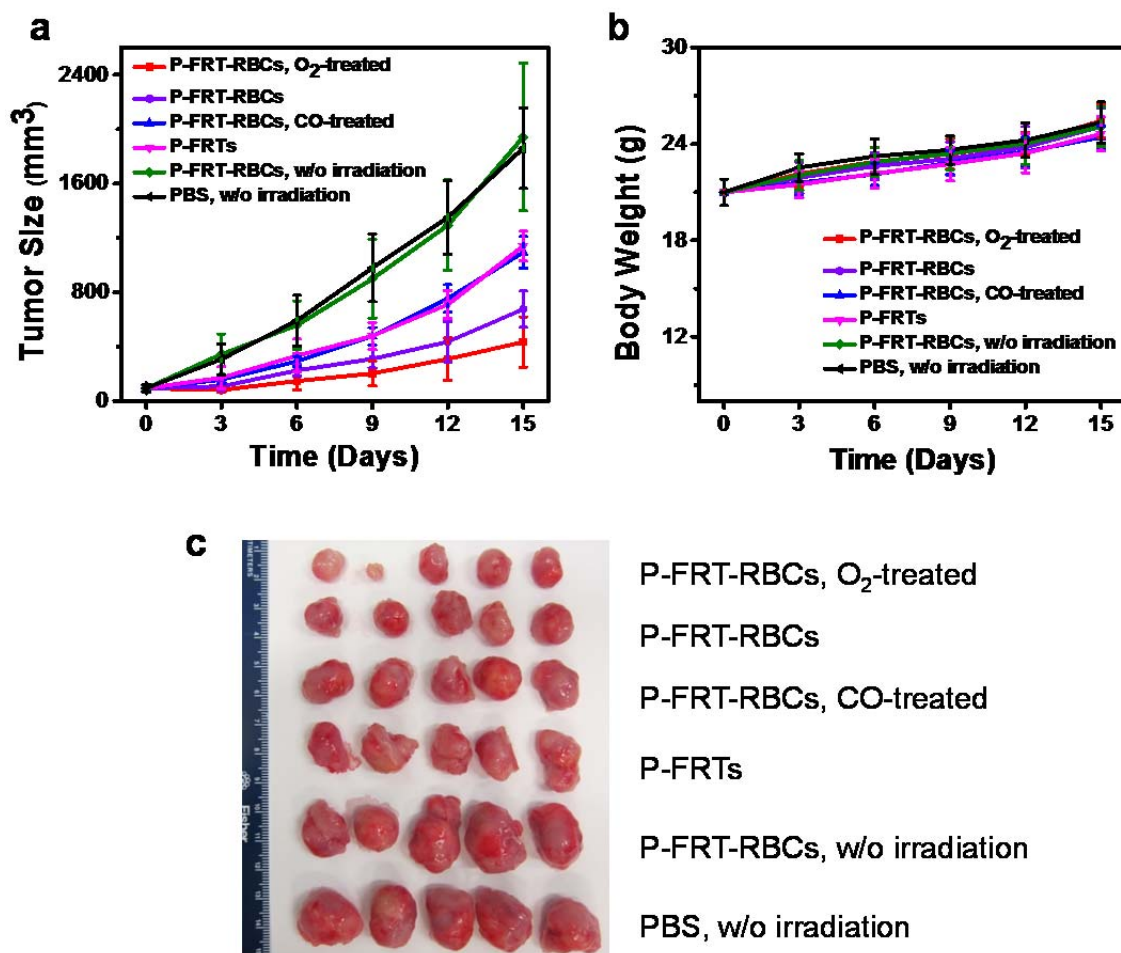 a
2400
1600
800
0
0 3 6 9 12 15
Tumor Size (mm³)
Time (Days)
P-FRT-RBCs, O₂-treated
P-FRT-RBCs
P-FRT-RBCs, CO-treated
P-FRTs
P-FRT-RBCs, w/o irradiation
PBS, w/o irradiation
b
30
24
18
12
0 3 6 9 12 15
Body Weight (g)
Time (Days)
P-FRT-RBCs, O₂-treated
P-FRT-RBCs
P-FRT-RBCs, CO-treated
P-FRTs
P-FRT-RBCs, w/o irradiation
PBS, w/o irradiation
c
Fisher
P-FRT-RBCs, O₂-treated
P-FRT-RBCs
P-FRT-RBCs, CO-treated
P-FRTs
P-FRT-RBCs, w/o irradiation
PBS, w/o irradiation